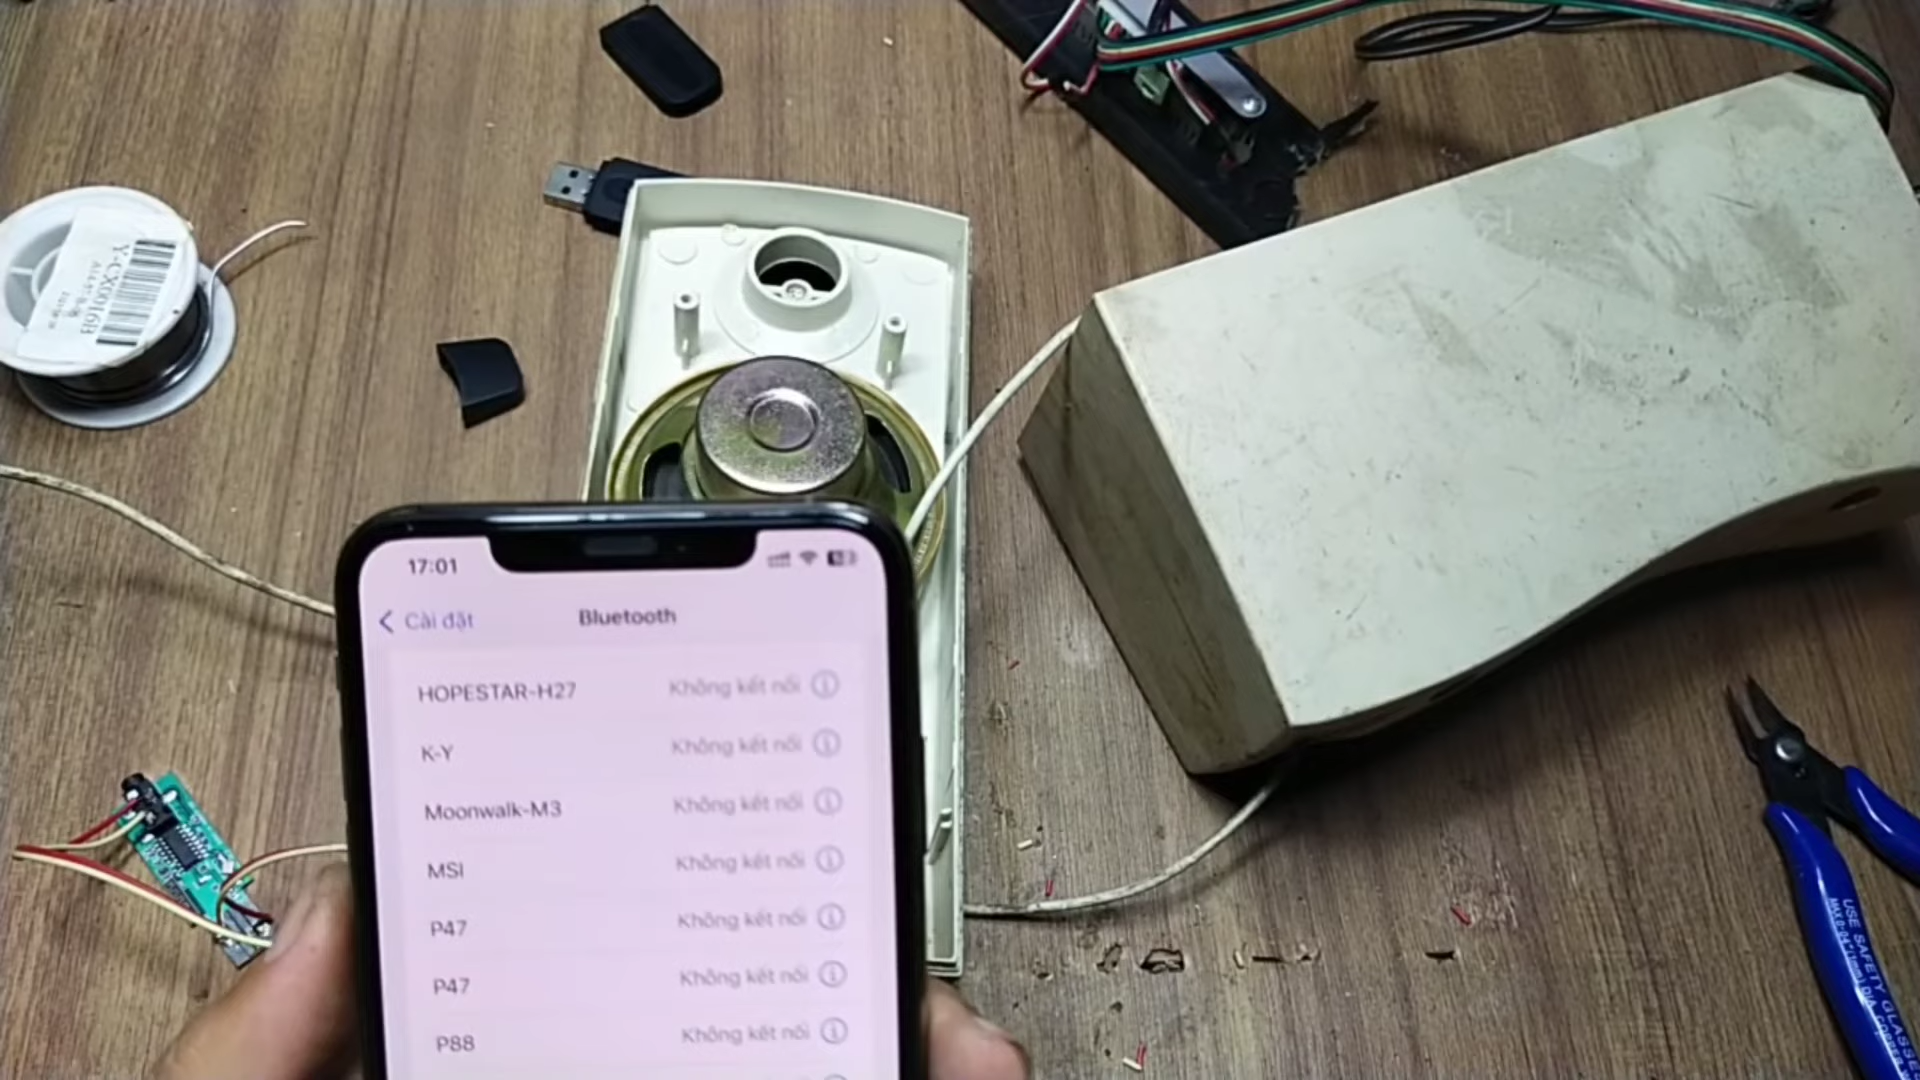 Y-CX0016B
17:01
Cài đặt
Bluetooth
HOPESTAR-H27 Không kết nối
K-Y Không kết nối
Moonwalk-M3 Không kết nối
MSI Không kết nối
P47 Không kết nối
P47 Không kết nối
P88 Không kết nối
USE SAFETY GLASSES